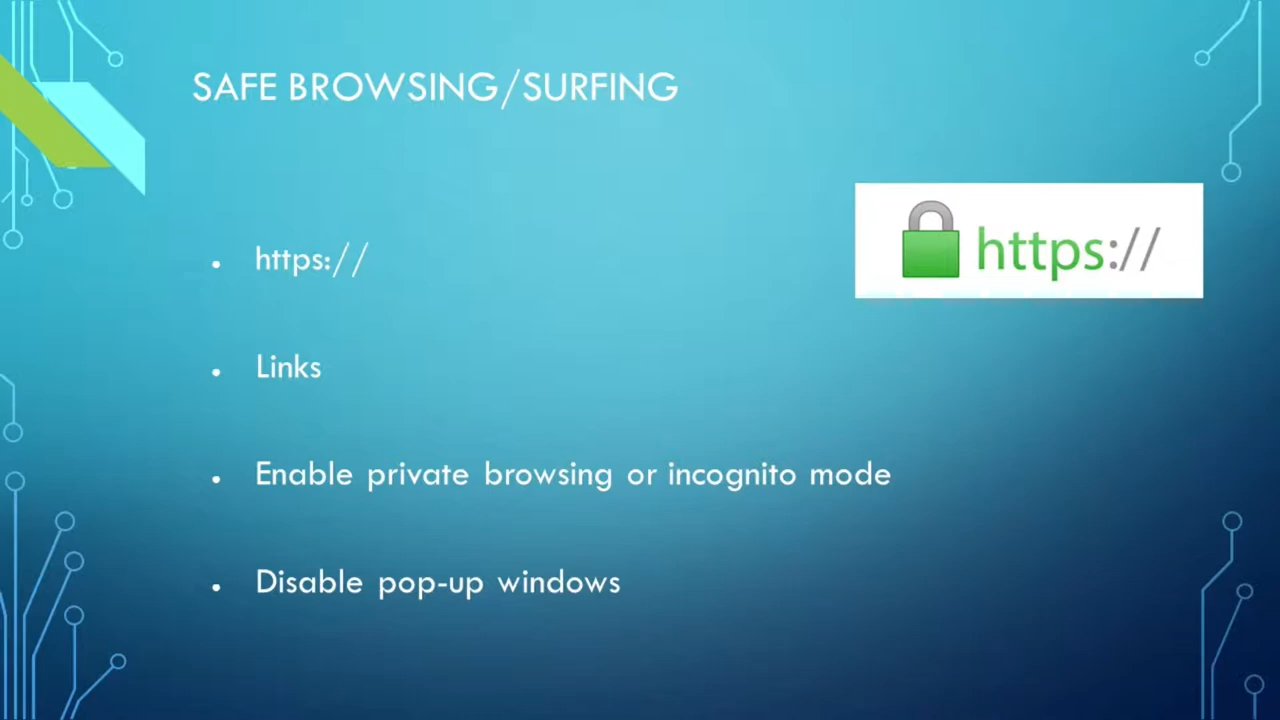 SAFE BROWSING/SURFING
https://
• https://
• Links
• Enable private browsing or incognito mode
• Disable pop-up windows